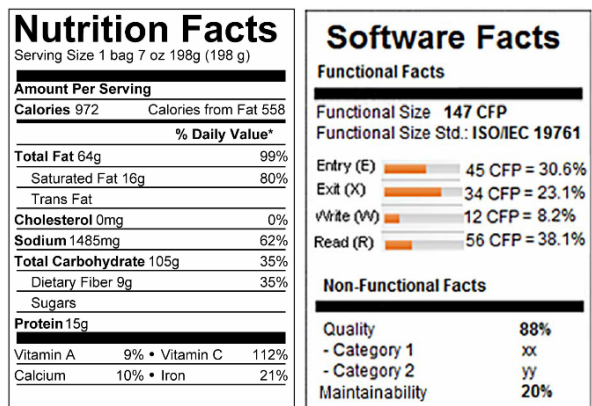 Nutrition Facts
Serving Size 1 bag 7 oz 198g (198 g)
Amount Per Serving
Calories 972 Calories from Fat 558
% Daily Value*
Total Fat 64g 99%
Saturated Fat 16g 80%
Trans Fat
Cholesterol 0mg 0%
Sodium 1485mg 62%
Total Carbohydrate 105g 35%
Dietary Fiber 9g 35%
Sugars
Protein 15g
Vitamin A 9% • Vitamin C 112%
Calcium 10% • Iron 21%
Software Facts
Functional Facts
Functional Size 147 CFP
Functional Size Std.: ISO/IEC 19761
Entry (E) 45 CFP = 30.6%
Exit (X) 34 CFP = 23.1%
Write (W) 12 CFP = 8.2%
Read (R) 56 CFP = 38.1%
Non-Functional Facts
Quality 88%
- Category 1 xx
- Category 2 yy
Maintainability 20%